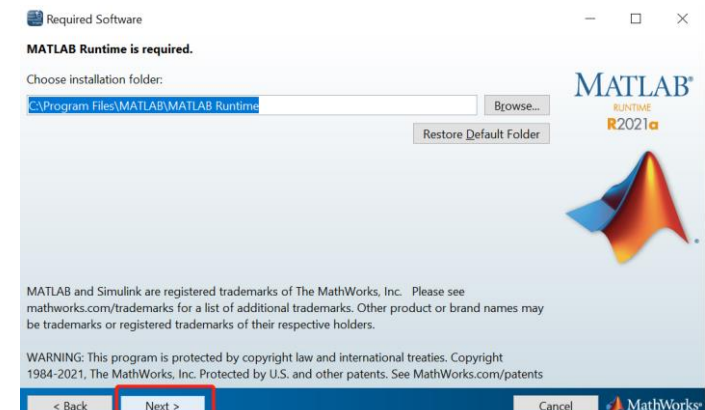 Required Software
MATLAB Runtime is required.
Choose installation folder:
C:\Program Files\MATLAB\MATLAB Runtime
Browse...
Restore Default Folder
MATLAB®
RUNTIME
R2021a
MATLAB and Simulink are registered trademarks of The MathWorks, Inc. Please see
mathworks.com/trademarks for a list of additional trademarks. Other product or brand names may
be trademarks or registered trademarks of their respective holders.
WARNING: This program is protected by copyright law and international treaties. Copyright
1984-2021, The MathWorks, Inc. Protected by U.S. and other patents. See MathWorks.com/patents
< Back
Next >
Cancel
MathWorks®